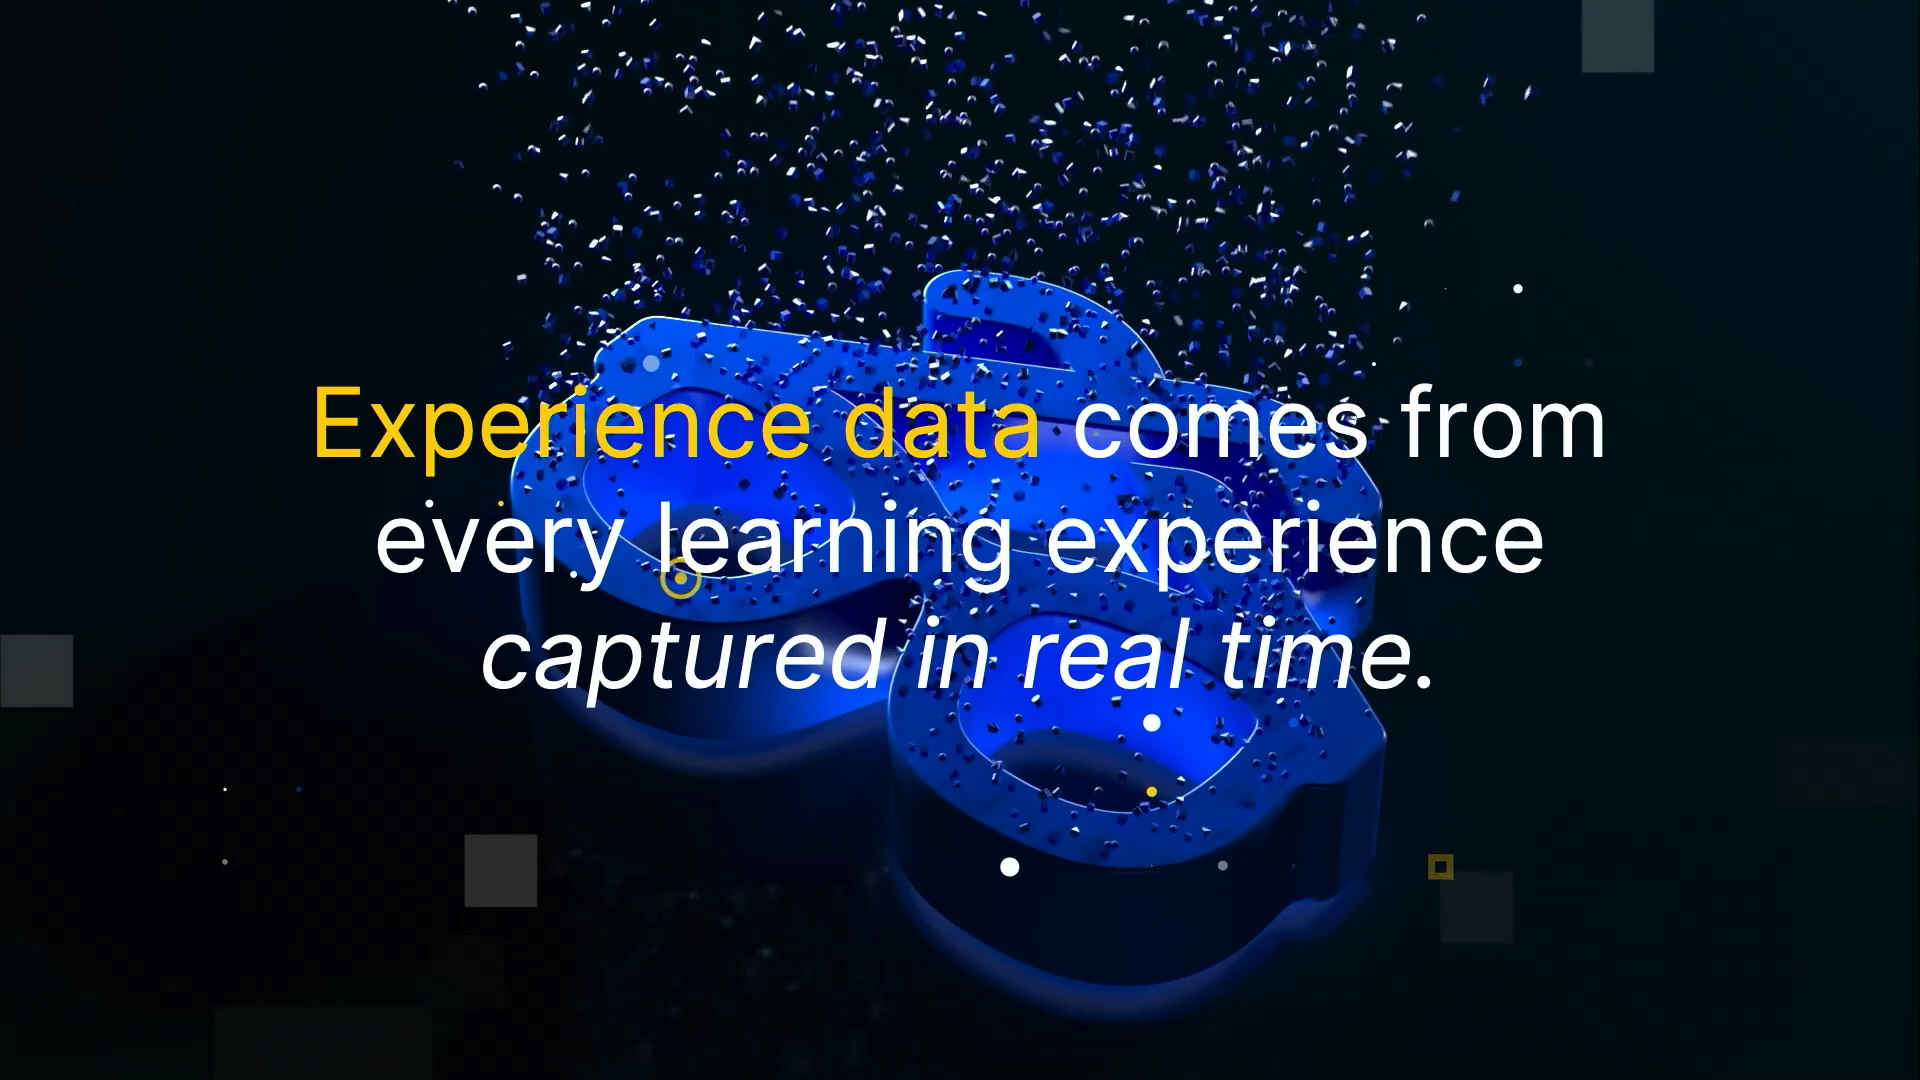 Experience data comes from
every learning experience
captured in real time.